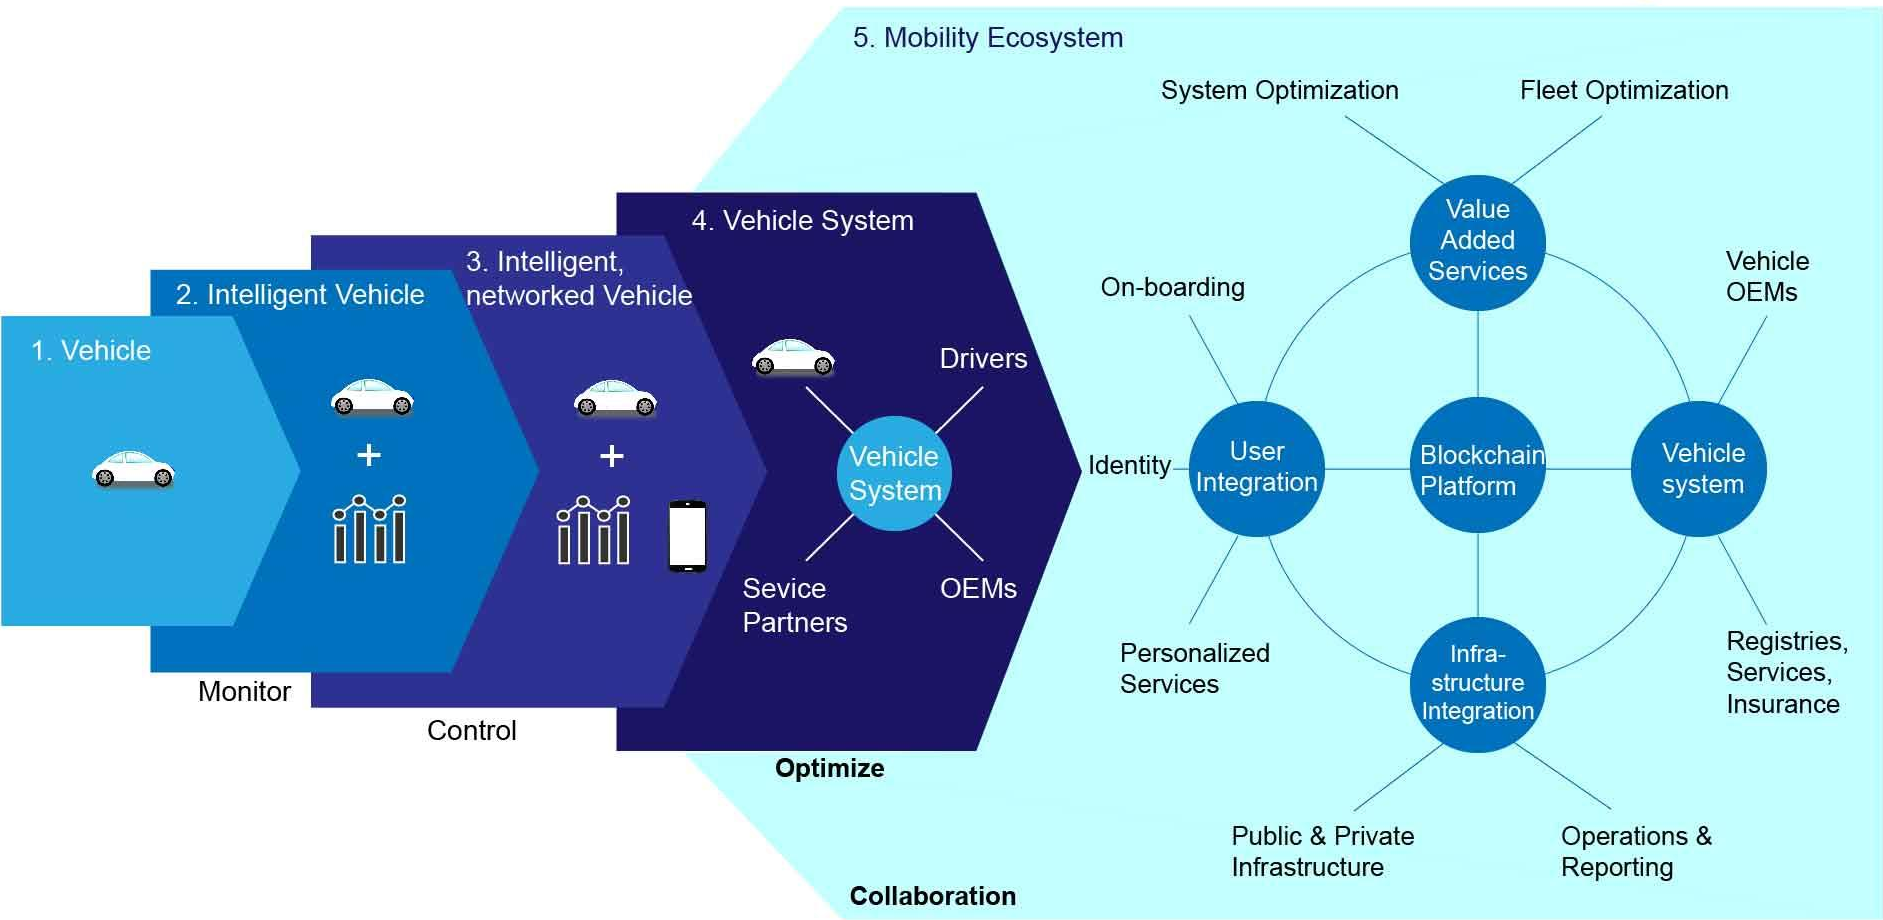 5. Mobility Ecosystem
System Optimization
Fleet Optimization
4. Vehicle System
Value
Added
Services
3. Intelligent,
networked Vehicle
2. Intelligent Vehicle
1. Vehicle
On-boarding
Vehicle
OEMs
Drivers
Vehicle
System
Sevice
Partners
OEMs
Identity
User
Integration
Blockchain
Platform
Vehicle
system
Personalized
Services
Infra-
structure
Integration
Registries,
Services,
Insurance
Monitor
Control
Optimize
Public & Private
Infrastructure
Operations &
Reporting
Collaboration